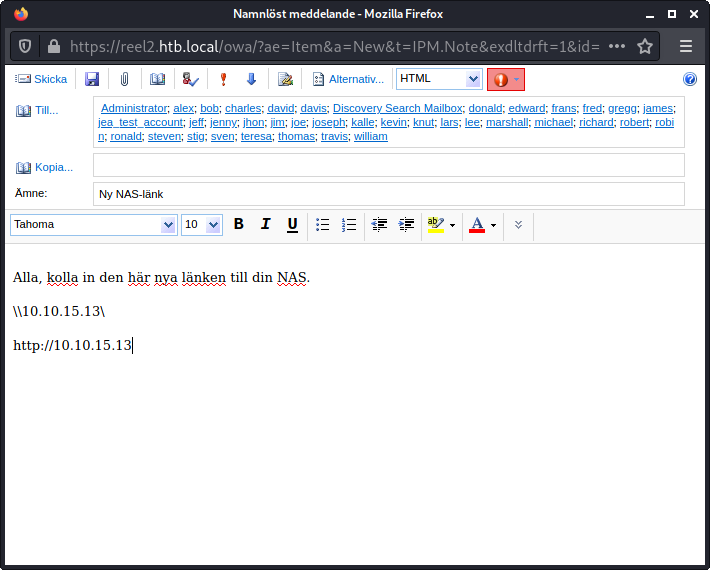 Namnlöst meddelande - Mozilla Firefox
https://reel2.htb.local/owa/?ae=Item&a=New&t=IPM.Note&exdltdrft=1&id=
Skicka Alternativ... HTML
Till... Administrator; alex; bob; charles; david; davis; Discovery Search Mailbox; donald; edward; frans; fred; gregg; james;
jea_test_account; jeff; jenny; jhon; jim; joe; joseph; kalle; kevin; knut; lars; lee; marshall; michael; richard; robert; robi
n; ronald; steven; stig; sven; teresa; thomas; travis; william
Kopia...
Ämne: Ny NAS-länk
Tahoma 10 B I U ab A
Alla, kolla in den här nya länken till din NAS.
\\10.10.15.13\
http://10.10.15.13